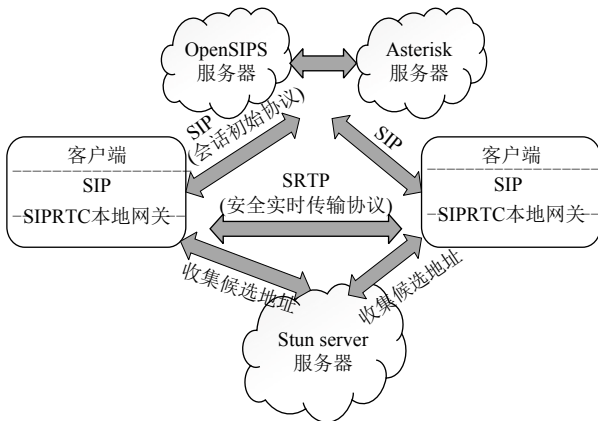 OpenSIPS
服务器
Asterisk
服务器
SIP
(会话初始协议)
SIP
客户端
SIP
SIPRTC本地网关
SRTP
(安全实时传输协议)
客户端
SIP
SIPRTC本地网关
收集候选地址
收集候选地址
Stun server
服务器